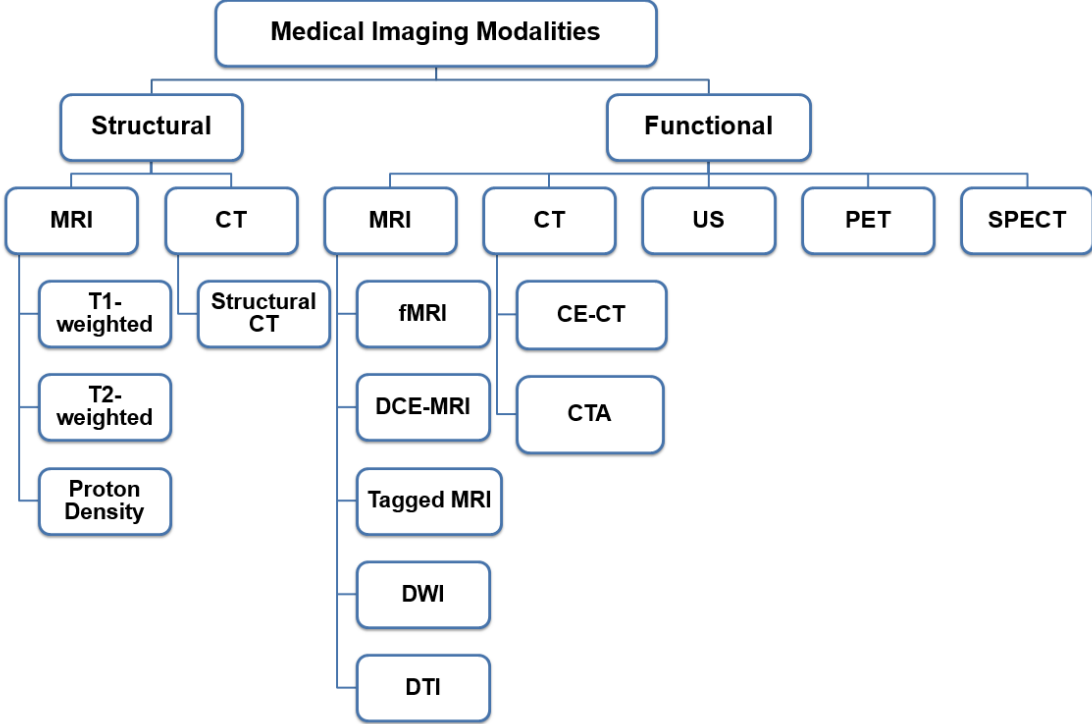 Medical Imaging Modalities
Structural
Functional
MRI
CT
MRI
CT
US
PET
SPECT
T1-
weighted
Structural
CT
fMRI
CE-CT
T2-
weighted
DCE-MRI
CTA
Proton
Density
Tagged MRI
DWI
DTI